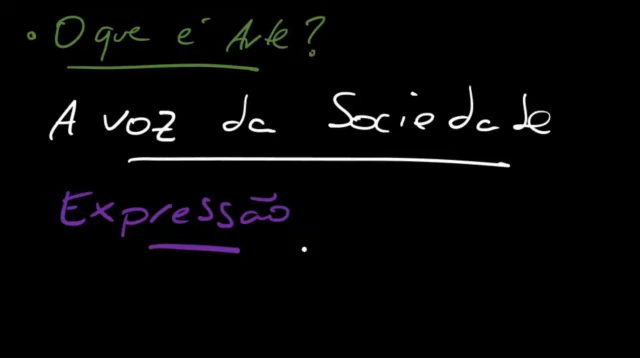 • O que é Arte?
A voz da Sociedade
Expressão